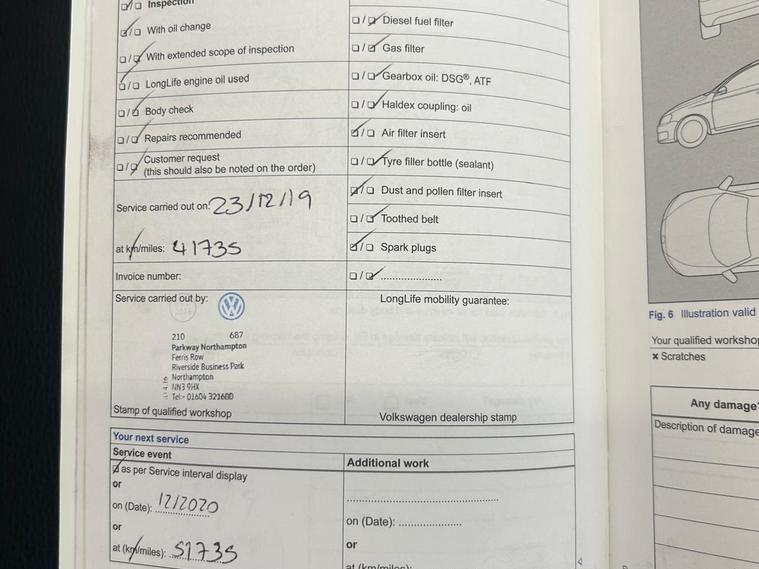 Inspection
With oil change
With extended scope of inspection
LongLife engine oil used
Body check
Repairs recommended
Customer request
(this should also be noted on the order)
Service carried out on: 23/12/19
at km/miles: 41735
Invoice number:
Service carried out by:
210 687
Parkway Northampton
Ferris Row
Riverside Business Park
Northampton
NN3 9HX
Tel:- 01604 321600
Stamp of qualified workshop
Diesel fuel filter
Gas filter
Gearbox oil: DSG®, ATF
Haldex coupling: oil
Air filter insert
Tyre filler bottle (sealant)
Dust and pollen filter insert
Toothed belt
Spark plugs
LongLife mobility guarantee:
Volkswagen dealership stamp
Your next service
Service event
as per Service interval display
or
on (Date): 12/2020
or
at (km/miles): 51735
Additional work
on (Date):
or
at (km/miles):
Fig. 6 Illustration valid
Your qualified workshop
× Scratches
Any damage
Description of damage